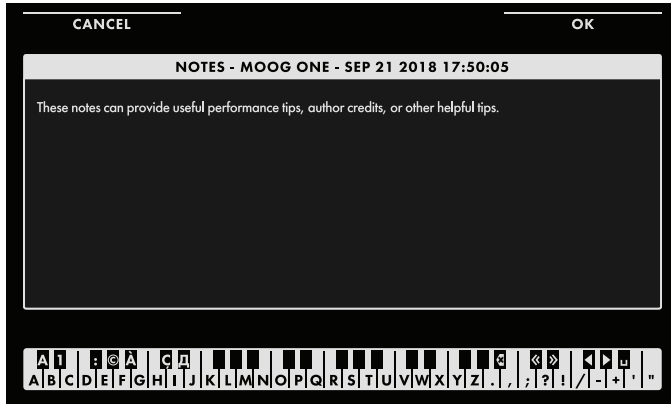 CANCEL OK
NOTES - MOOG ONE - SEP 21 2018 17:50:05
These notes can provide useful performance tips, author credits, or other helpful tips.
A 1 : © À Ç Д « »
A B C D E F G H I J K L M N O P Q R S T U V W X Y Z . , ; ? ! / - + ' "